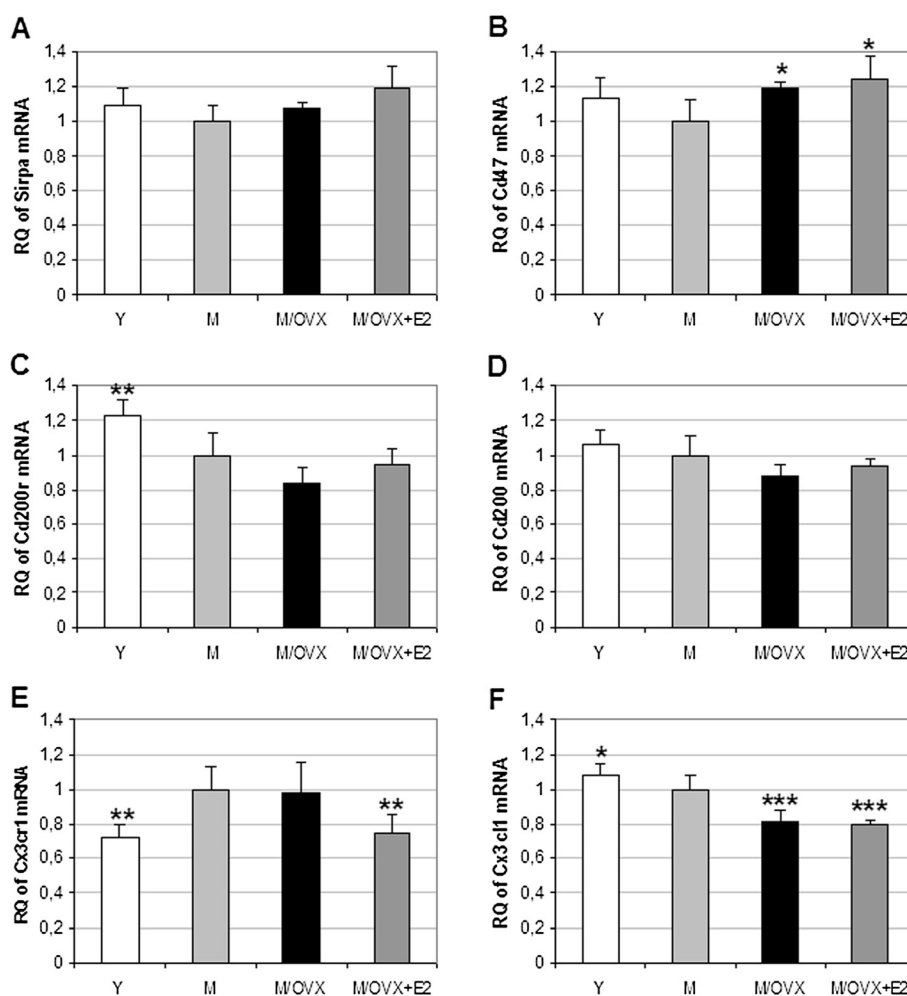 A
RQ of Sirpa mRNA
1,4
1,2
1
0,8
0,6
0,4
0,2
0
Y M M/OVX M/OVX+E2
B
RQ of Cd47 mRNA
1,4
1,2
1
0,8
0,6
0,4
0,2
0
* *
Y M M/OVX M/OVX+E2
C
RQ of Cd200r mRNA
1,4
1,2
1
0,8
0,6
0,4
0,2
0
**
Y M M/OVX M/OVX+E2
D
RQ of Cd200 mRNA
1,4
1,2
1
0,8
0,6
0,4
0,2
0
Y M M/OVX M/OVX+E2
E
RQ of Cx3cr1 mRNA
1,4
1,2
1
0,8
0,6
0,4
0,2
0
** **
Y M M/OVX M/OVX+E2
F
RQ of Cx3cl1 mRNA
1,4
1,2
1
0,8
0,6
0,4
0,2
0
* *** ***
Y M M/OVX M/OVX+E2